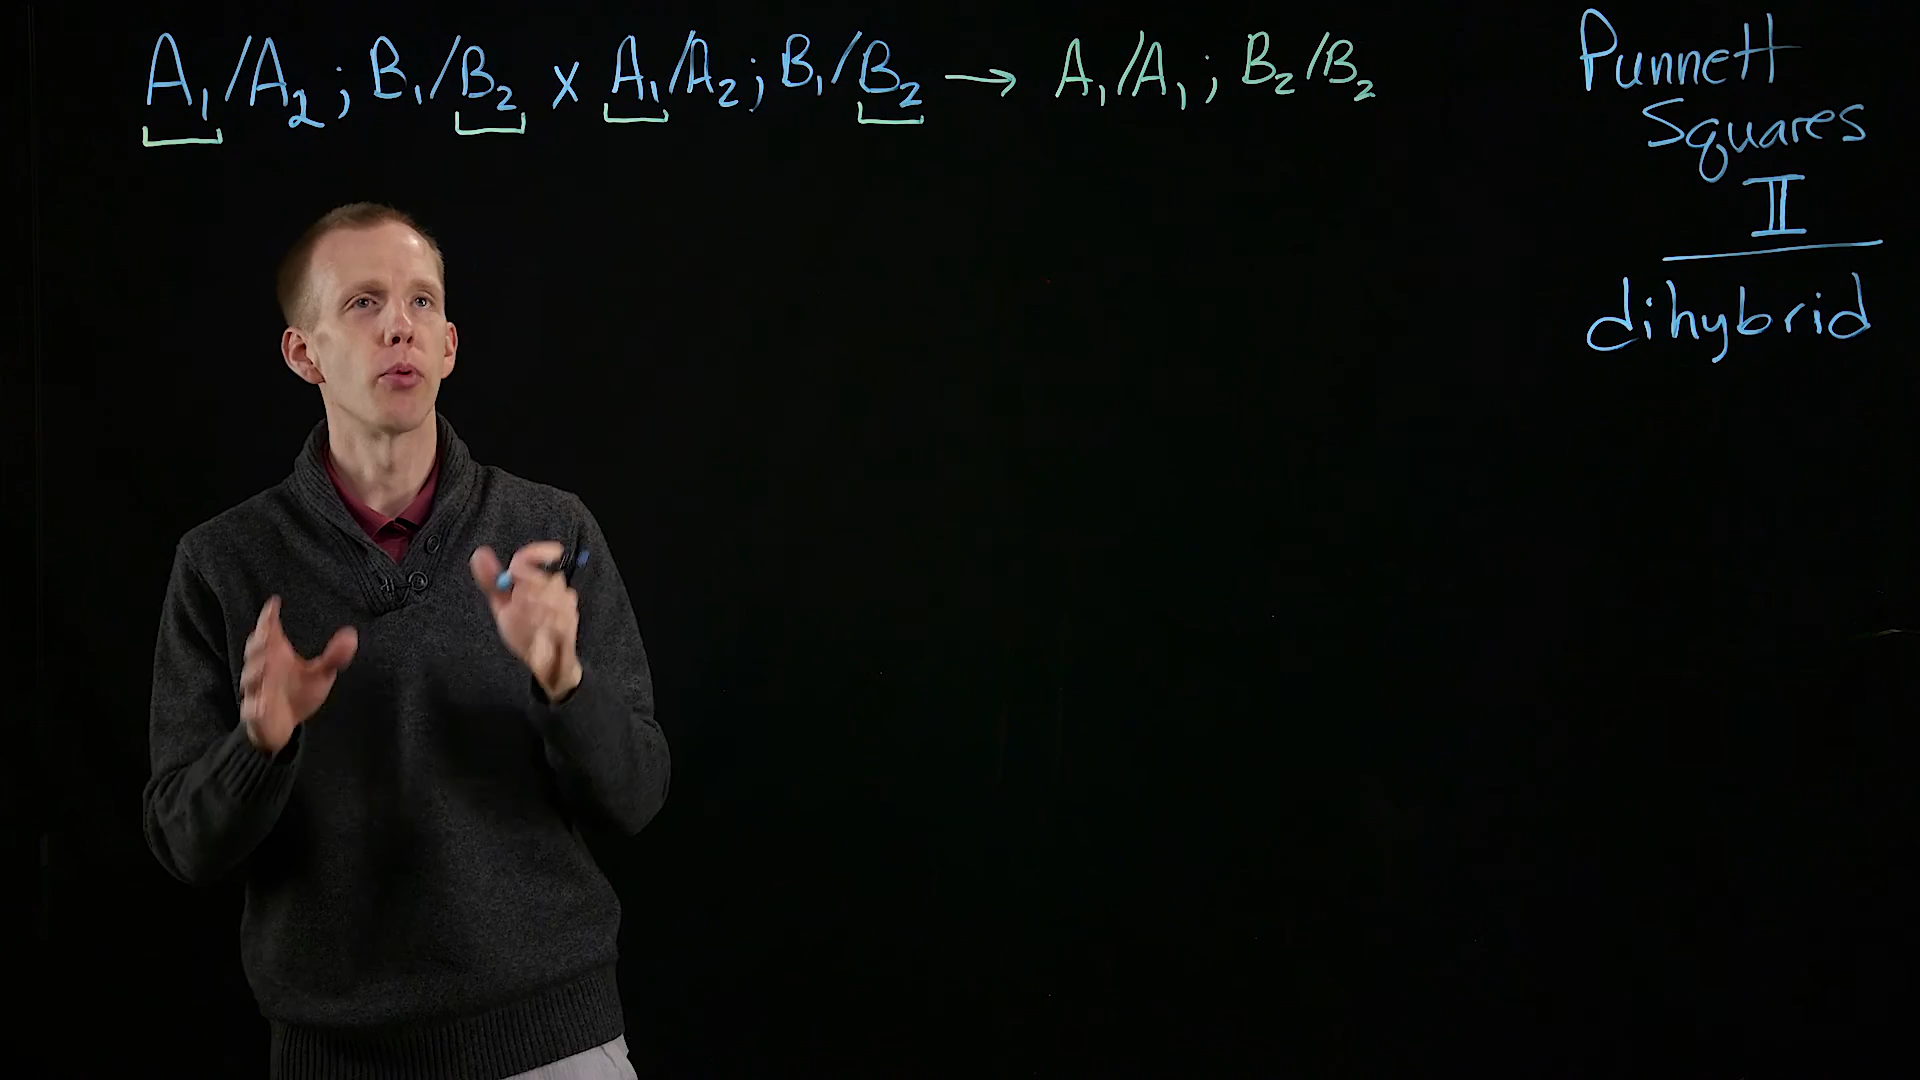 A₁/A₂; B₁/B₂ x A₁/A₂; B₁/B₂ → A₁/A₁; B₂/B₂
Punnett
Squares
II
dihybrid